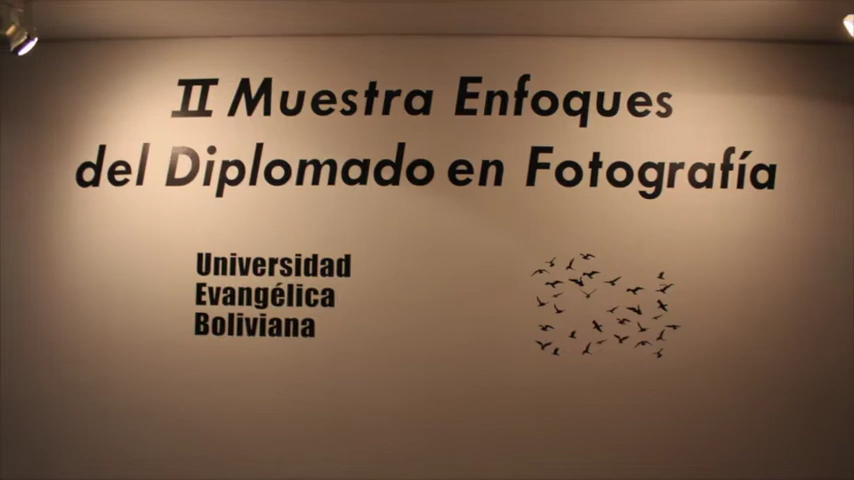 II Muestra Enfoques
del Diplomado en Fotografía
Universidad
Evangélica
Boliviana